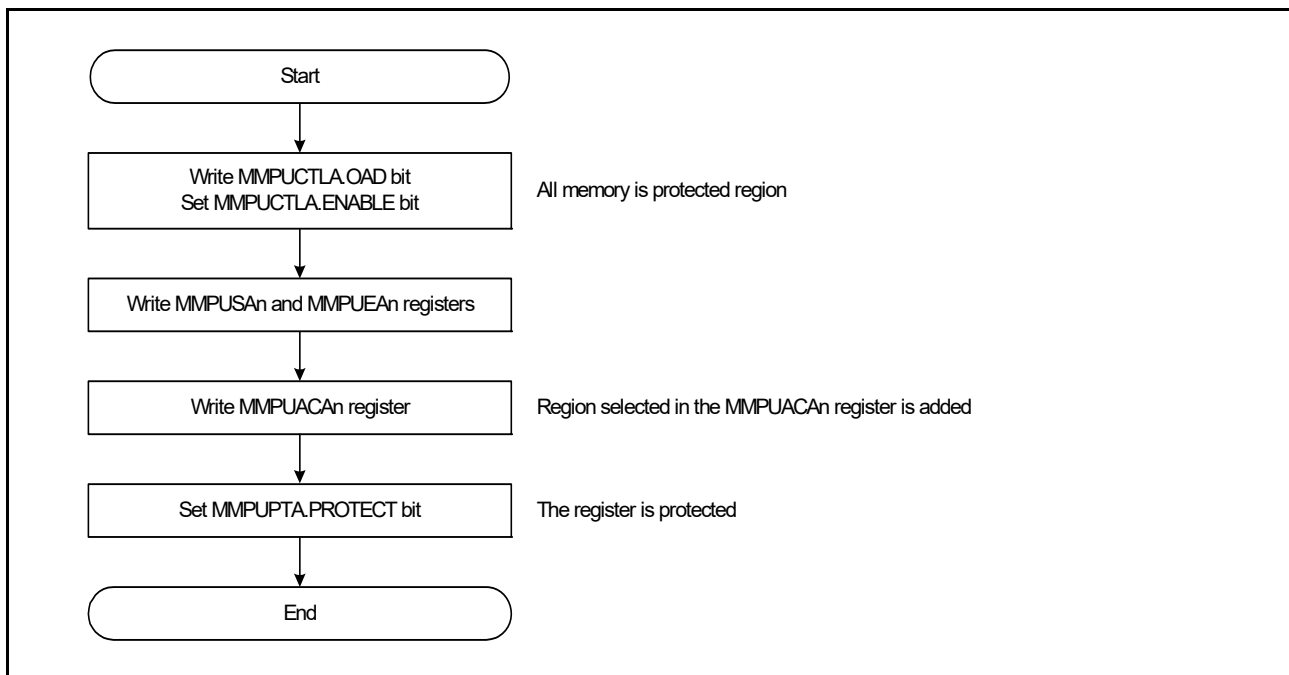 Start
Write MMPUCTLA.OAD bit
Set MMPUCTLA.ENABLE bit
All memory is protected region
Write MMPUSAn and MMPUEAn registers
Write MMPUACAn register
Region selected in the MMPUACAn register is added
Set MMPUPTA.PROTECT bit
The register is protected
End